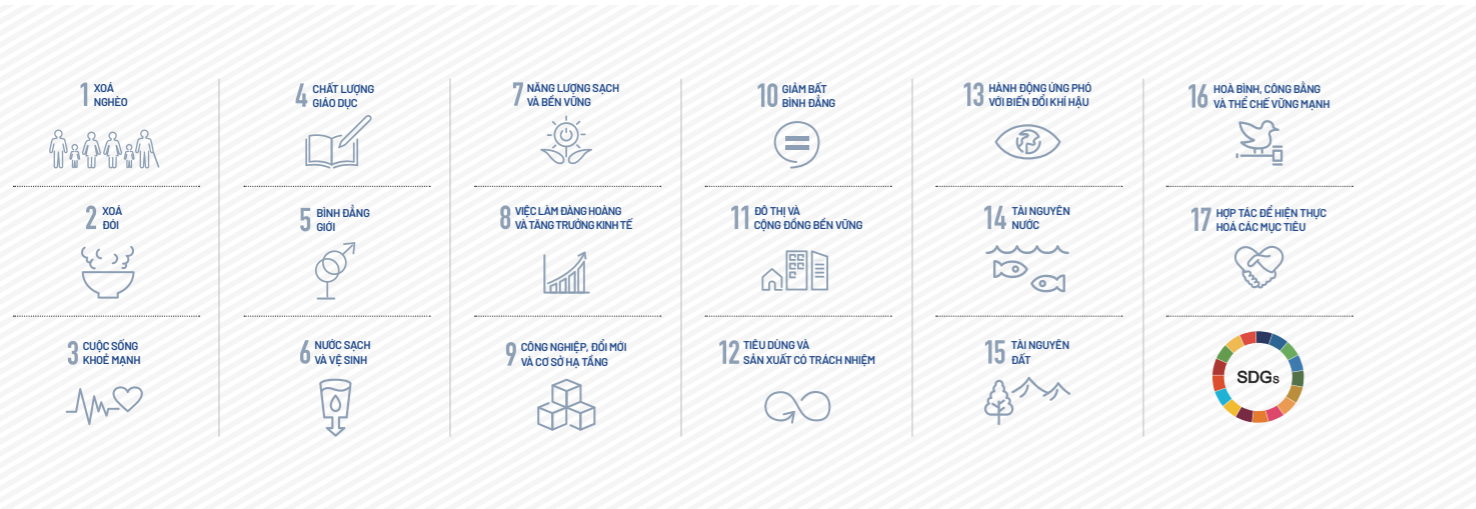 1 XOÁ
NGHÈO
2 XOÁ
ĐÓI
3 CUỘC SỐNG
KHOẺ MẠNH
4 CHẤT LƯỢNG
GIÁO DỤC
5 BÌNH ĐẲNG
GIỚI
6 NƯỚC SẠCH
VÀ VỆ SINH
7 NĂNG LƯỢNG SẠCH
VÀ BỀN VỮNG
8 VIỆC LÀM ĐÀNG HOÀNG
VÀ TĂNG TRƯỞNG KINH TẾ
9 CÔNG NGHIỆP, ĐỔI MỚI
VÀ CƠ SỞ HẠ TẦNG
10 GIẢM BẤT
BÌNH ĐẲNG
11 ĐÔ THỊ VÀ
CỘNG ĐỒNG BỀN VỮNG
12 TIÊU DÙNG VÀ
SẢN XUẤT CÓ TRÁCH NHIỆM
13 HÀNH ĐỘNG ỨNG PHÓ
VỚI BIẾN ĐỔI KHÍ HẬU
14 TÀI NGUYÊN
NƯỚC
15 TÀI NGUYÊN
ĐẤT
16 HOÀ BÌNH, CÔNG BẰNG
VÀ THỂ CHẾ VỮNG MẠNH
17 HỢP TÁC ĐỂ HIỆN THỰC
HOÁ CÁC MỤC TIÊU
SDGs